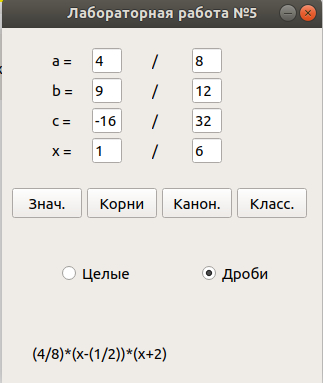 Лабораторная работа №5
a = 4 / 8
b = 9 / 12
c = -16 / 32
x = 1 / 6
Знач. Корни Канон. Класс.
Целые Дроби
(4/8)*(x-(1/2))*(x+2)